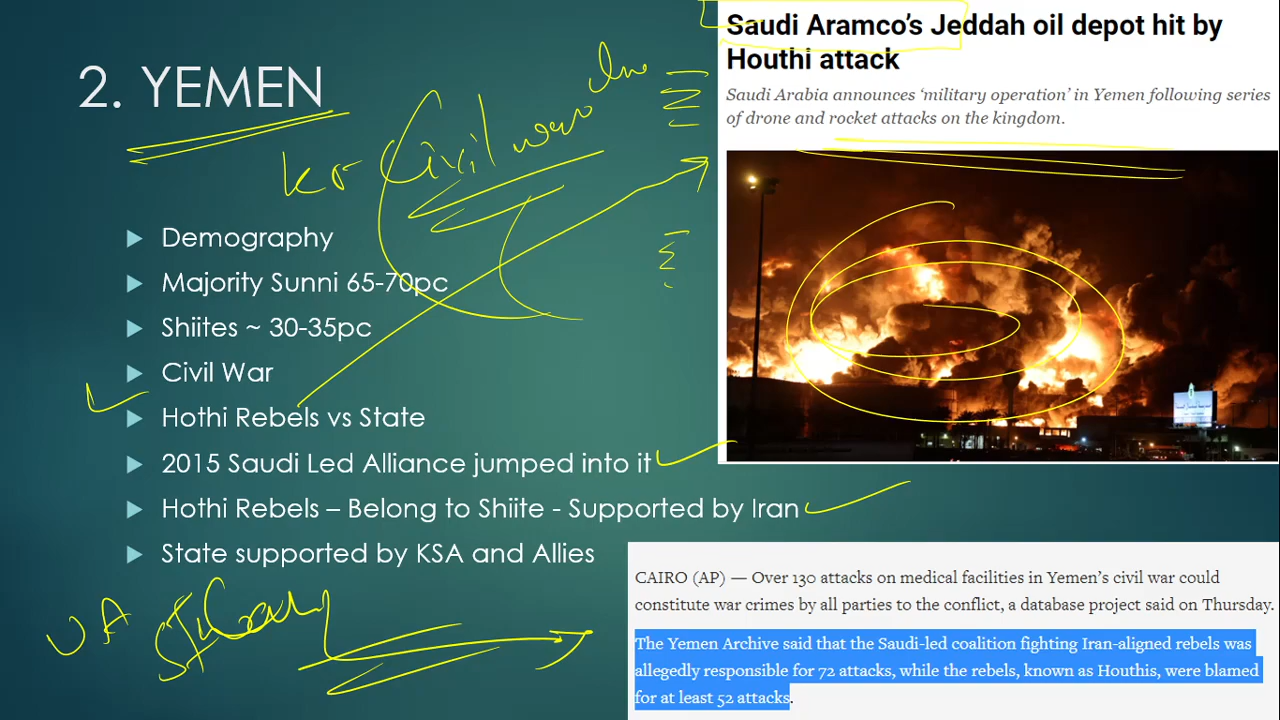 2. YEMEN
Civil war
Demography
Majority Sunni 65-70pc
Shiites ~ 30-35pc
Civil War
Hothi Rebels vs State
2015 Saudi Led Alliance jumped into it
Hothi Rebels – Belong to Shiite - Supported by Iran
State supported by KSA and Allies
Saudi Aramco’s Jeddah oil depot hit by
Houthi attack
Saudi Arabia announces ‘military operation’ in Yemen following series
of drone and rocket attacks on the kingdom.
CAIRO (AP) — Over 130 attacks on medical facilities in Yemen’s civil war could
constitute war crimes by all parties to the conflict, a database project said on Thursday.
The Yemen Archive said that the Saudi-led coalition fighting Iran-aligned rebels was
allegedly responsible for 72 attacks, while the rebels, known as Houthis, were blamed
for at least 52 attacks.